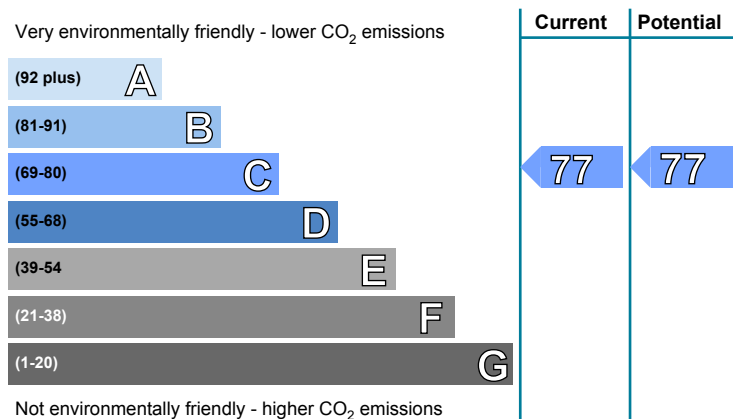 Very environmentally friendly - lower CO₂ emissions
Current
Potential
(92 plus) A
(81-91) B
(69-80) C
77
77
(55-68) D
(39-54 E
(21-38) F
(1-20) G
Not environmentally friendly - higher CO₂ emissions